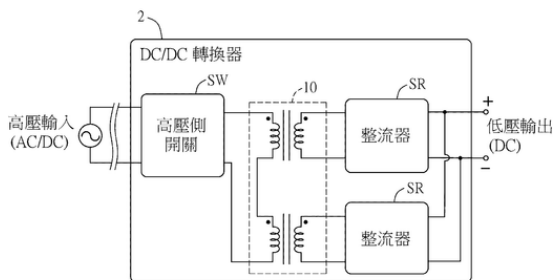 2
DC/DC 轉換器
SW
10
SR
高壓輸入
(AC/DC)
高壓側
開關
整流器
+
低壓輸出
(DC)
−
SR
整流器